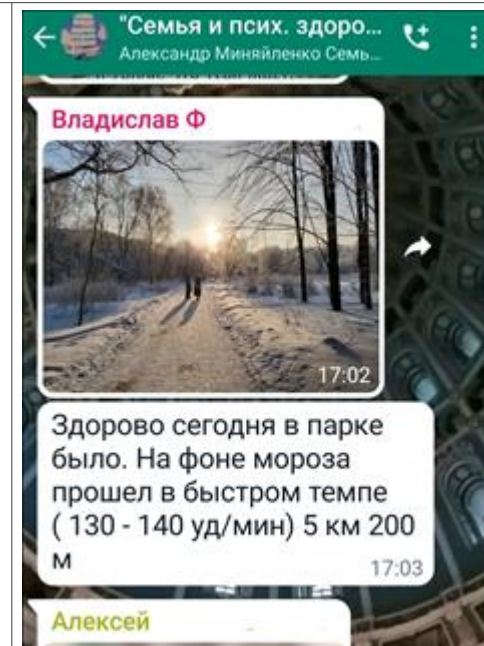 "Семья и псих. здоро...
Александр Миняйленко Семь...
Владислав Ф
17:02
Здорово сегодня в парке
было. На фоне мороза
прошел в быстром темпе
( 130 - 140 уд/мин) 5 км 200
м
17:03
Алексей